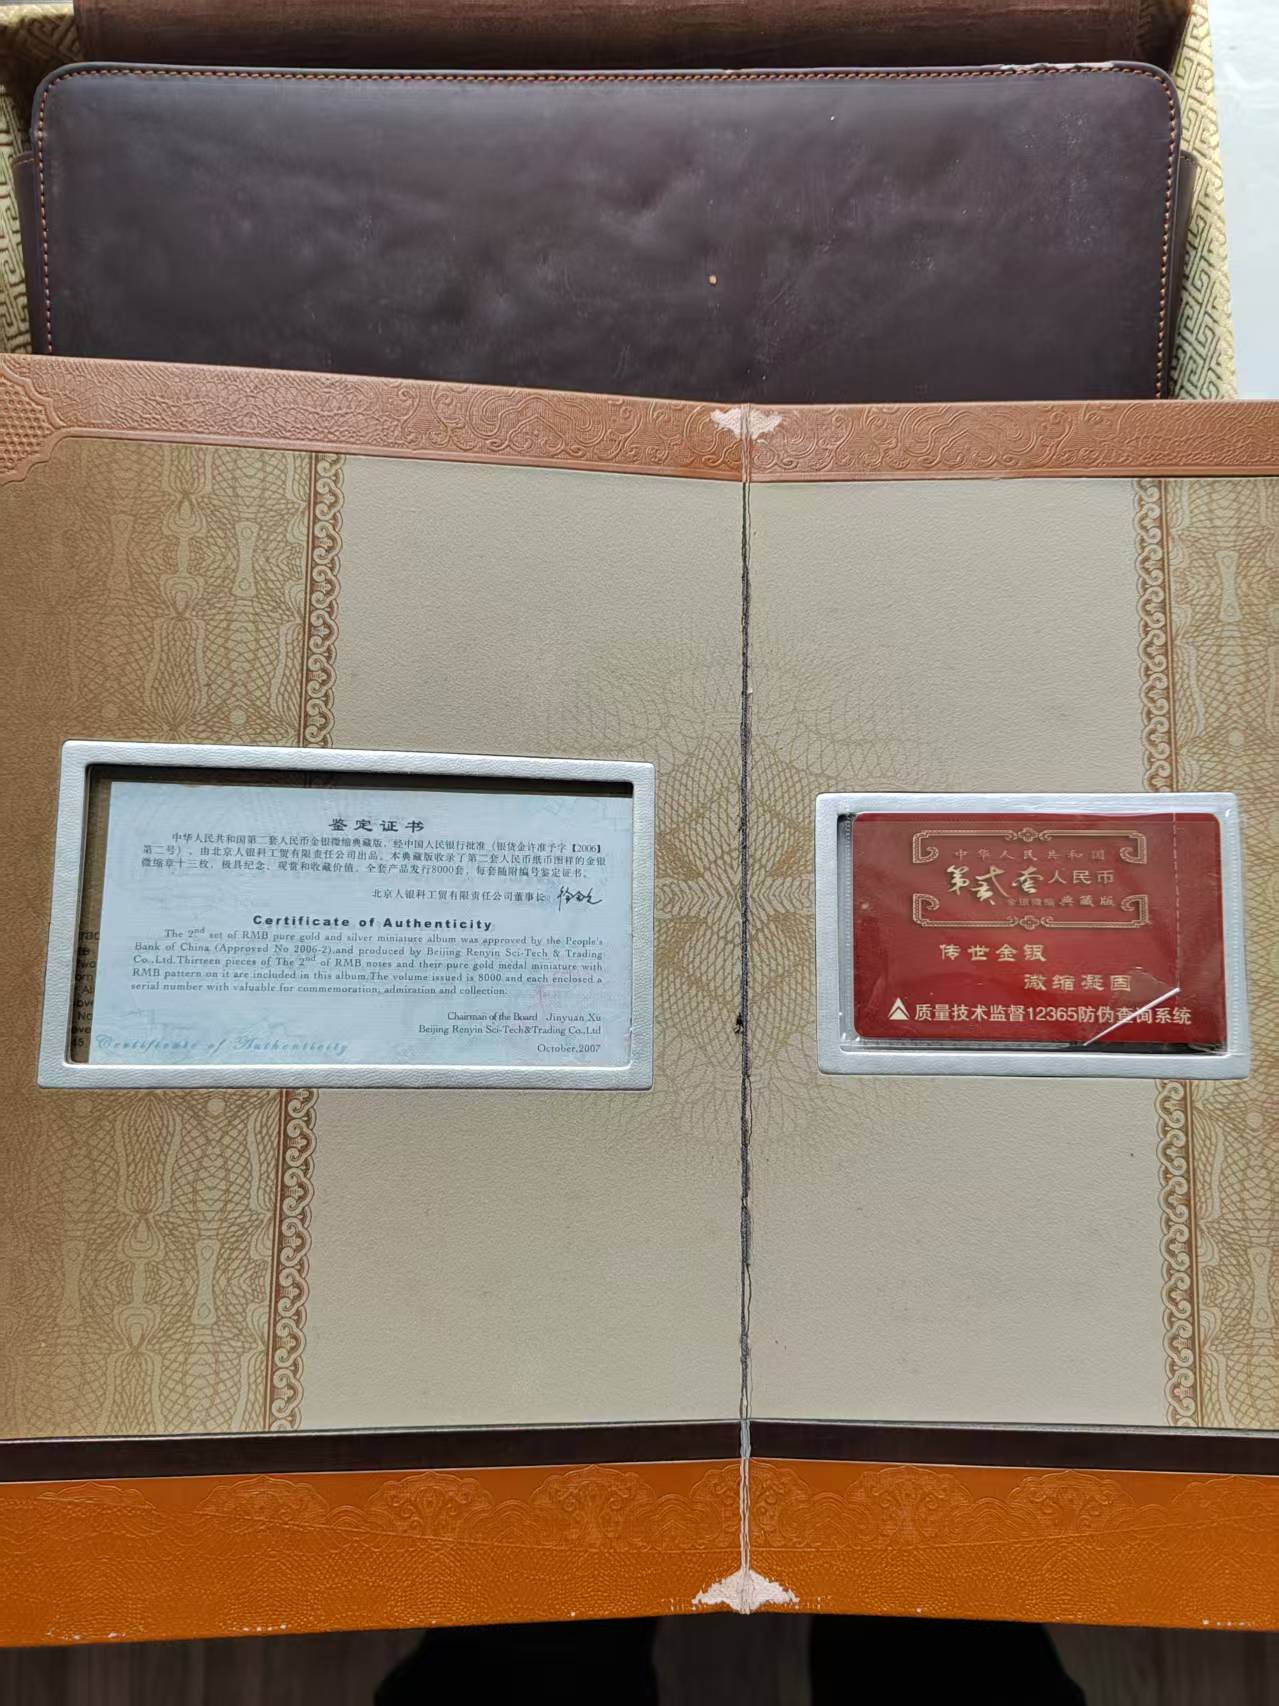 鉴定证书
中华人民共和国第二套人民币金银微缩典藏版，经中国人民银行批准（银货金许准予字【2006】
第二号），由北京人银科工贸有限责任公司出品。本典藏版收录了第二套人民币纸币图样的金银
微缩章十三枚，极具纪念、观赏和收藏价值。全套产品发行8000套，每套随附编号鉴定证书。
北京人银科工贸有限责任公司董事长
Certificate of Authenticity
The 2nd set of RMB pure gold and silver miniature album was approved by the People's
Bank of China (Approved No 2006-2).and produced by Beijing Renyin Sci-Tech & Trading
Co.,Ltd.Thirteen pieces of The 2nd of RMB notes and their pure gold medal miniature with
RMB pattern on it are included in this album.The volume issued is 8000 and each enclosed a
serial number with valuable for commemoration, admiration and collection.
Chairman of the Board Jinyuan Xu
Beijing Renyin Sci-Tech&Trading Co.,Ltd
October,2007
Certificate of Authenticity
中华人民共和国
第贰套人民币
金银微缩典藏版
传世金银
微缩凝固
质量技术监督12365防伪查询系统